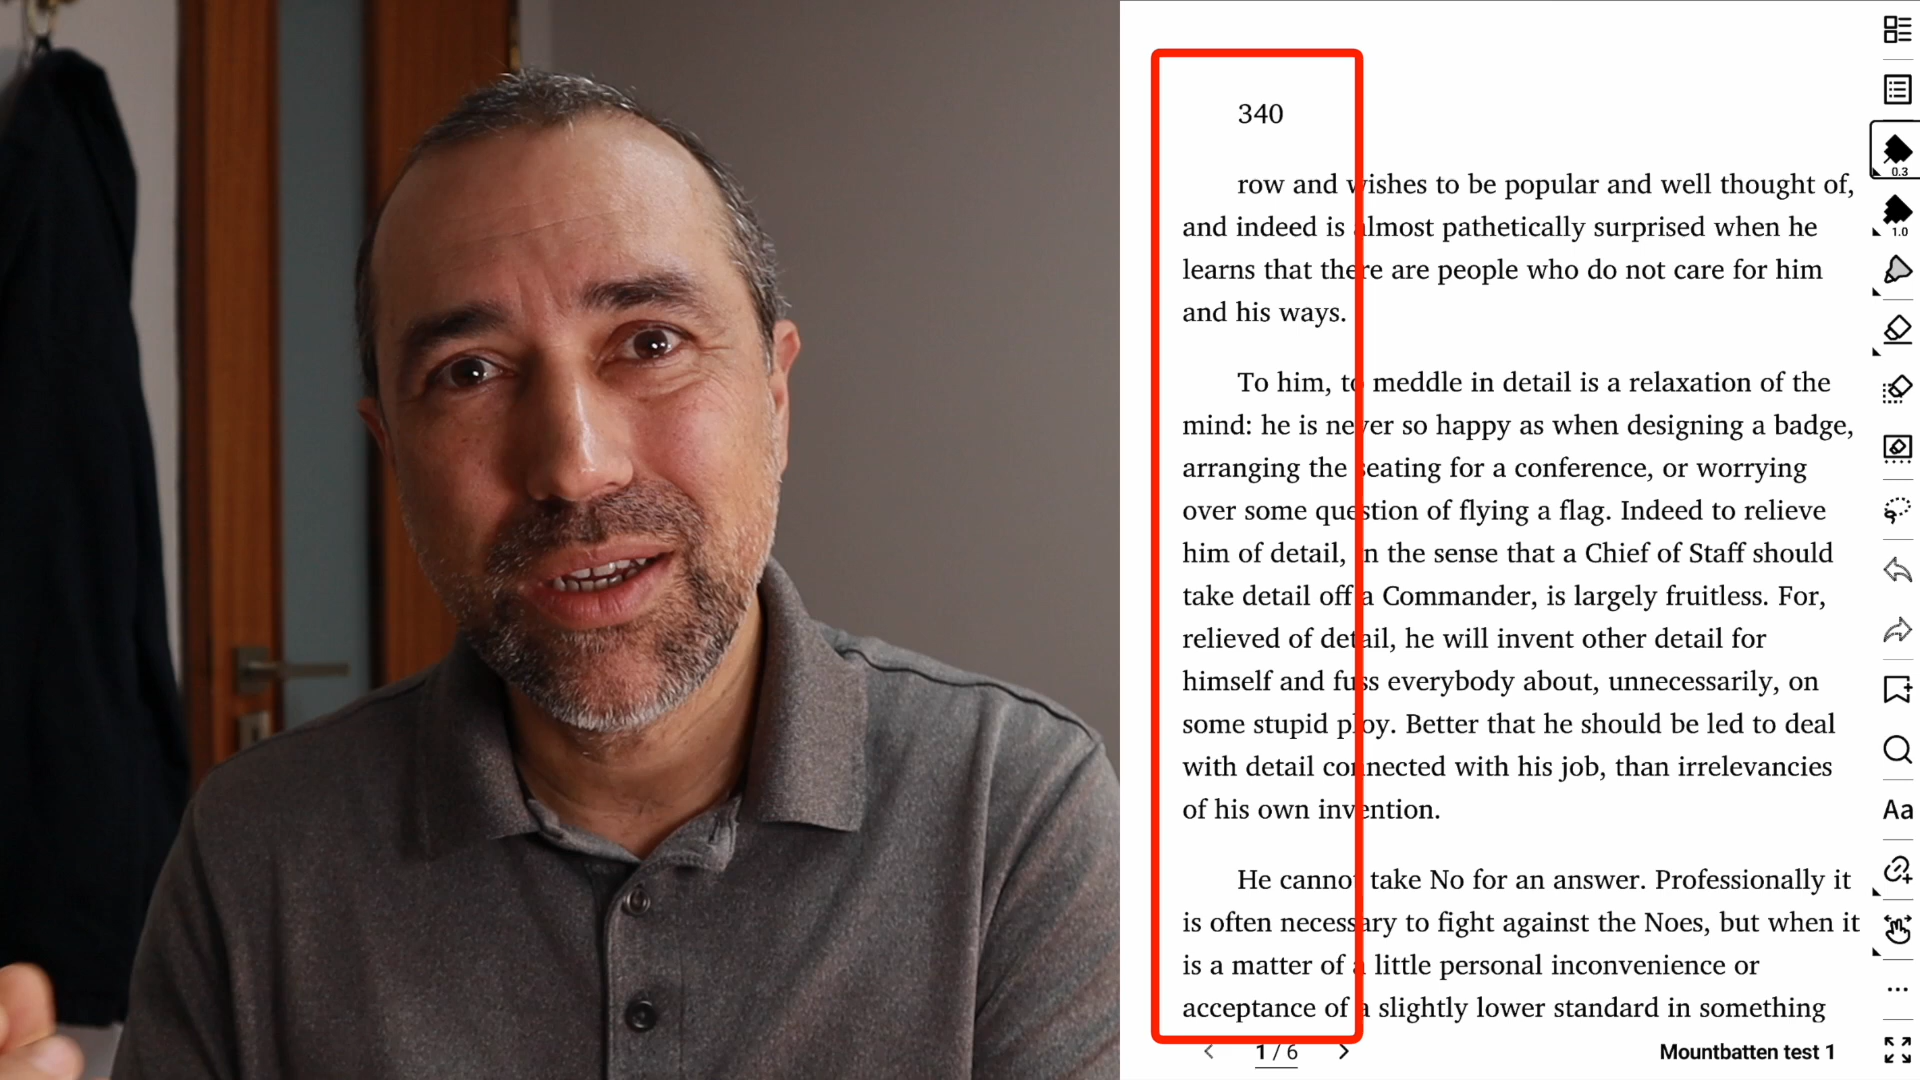 340
row and wishes to be popular and well thought of,
and indeed is almost pathetically surprised when he
learns that there are people who do not care for him
and his ways.
To him, to meddle in detail is a relaxation of the
mind: he is never so happy as when designing a badge,
arranging the seating for a conference, or worrying
over some question of flying a flag. Indeed to relieve
him of detail, in the sense that a Chief of Staff should
take detail off a Commander, is largely fruitless. For,
relieved of detail, he will invent other detail for
himself and fuss everybody about, unnecessarily, on
some stupid ploy. Better that he should be led to deal
with detail connected with his job, than irrelevancies
of his own invention.
He cannot take No for an answer. Professionally it
is often necessary to fight against the Noes, but when it
is a matter of a little personal inconvenience or
acceptance of a slightly lower standard in something
1 / 6
Mountbatten test 1
0.3
1.0
Aa